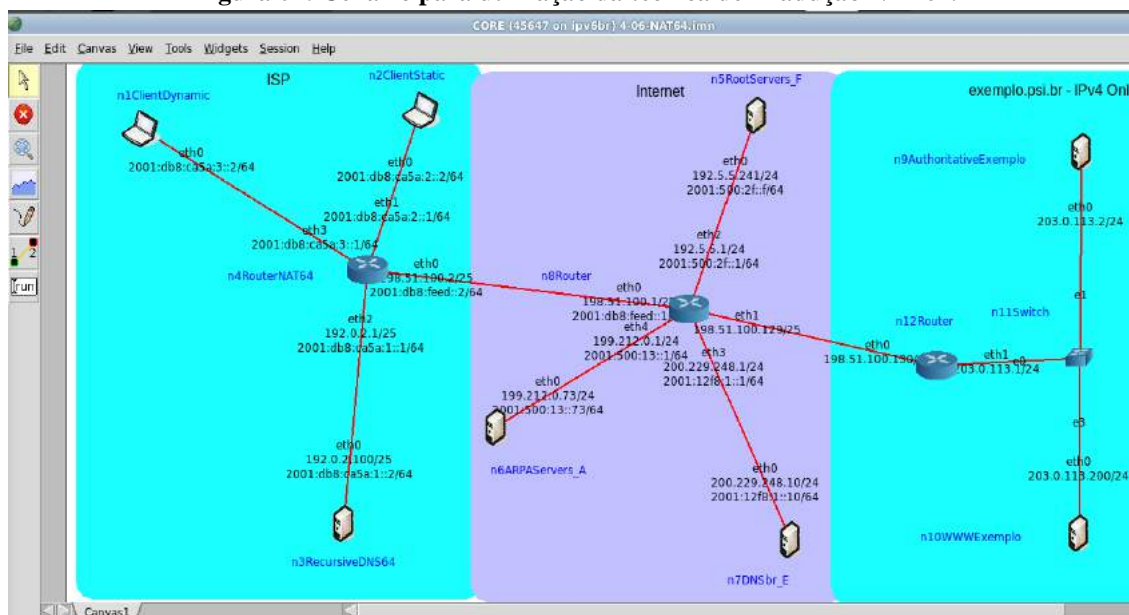 CORE (45647 on ipv6br) 4-06-NAT64.imn
File Edit Canvas View Tools Widgets Session Help
ISP
n2ClientStatic
n1ClientDynamic
eth0
2001:db8:ca5a:3::2/64
eth0
2001:db8:ca5a:2::2/64
eth1
2001:db8:ca5a:2::1/64
eth3
2001:db8:ca5a:3::1/64
n4RouterNAT64
eth0
198.51.100.2/25
2001:db8:feed::2/64
eth2
192.0.2.1/25
2001:db8:ca5a:1::1/64
eth0
192.0.2.100/25
2001:db8:ca5a:1::2/64
n3RecursiveDNS64
Internet
n5RootServers_F
eth0
192.5.5.241/24
2001:500:2f::f/64
eth2
192.5.5.1/24
2001:500:2f::1/64
n8Router
eth0
198.51.100.1/2
2001:db8:feed::1
eth1
198.51.100.129/25
eth4
199.212.0.1/24
2001:500:13::1/64
eth3
200.229.248.1/24
2001:12f8:1::1/64
eth0
199.212.0.73/24
2001:500:13::73/64
n6ARPAServers_A
eth0
200.229.248.10/24
2001:12f8:1::10/64
n7DNSbr_E
exemplo.psi.br - IPv4 Onl
n9AuthoritativeExemplo
eth0
203.0.113.2/24
e1
n11Switch
n12Router
eth0
198.51.100.130
eth1
203.0.113.1/24
e0
e3
eth0
203.0.113.200/24
n10WWWExemplo
1 2
run
Canvas1